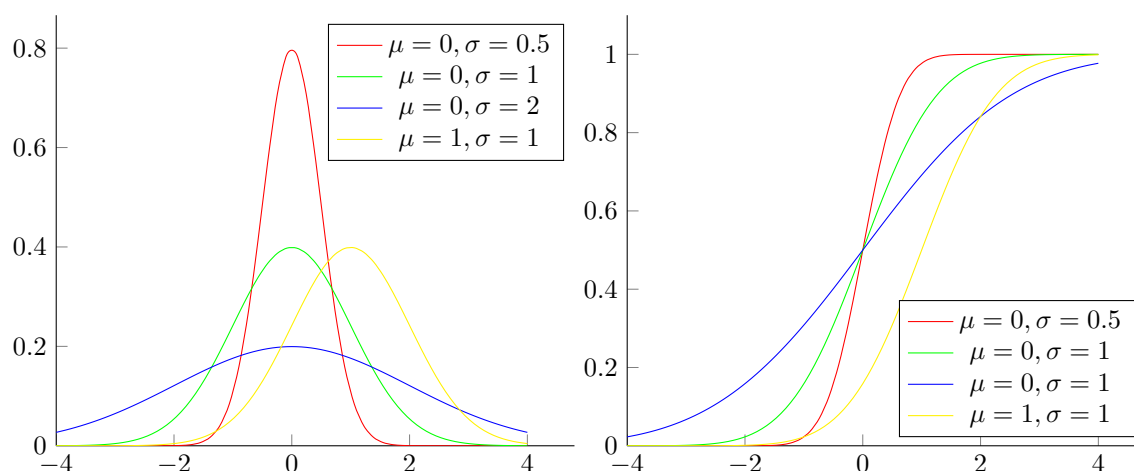 0.8
0.6
0.4
0.2
0
−4
−2
0
2
4
μ = 0, σ = 0.5
μ = 0, σ = 1
μ = 0, σ = 2
μ = 1, σ = 1
1
0.8
0.6
0.4
0.2
0
−4
−2
0
2
4
μ = 0, σ = 0.5
μ = 0, σ = 1
μ = 0, σ = 1
μ = 1, σ = 1